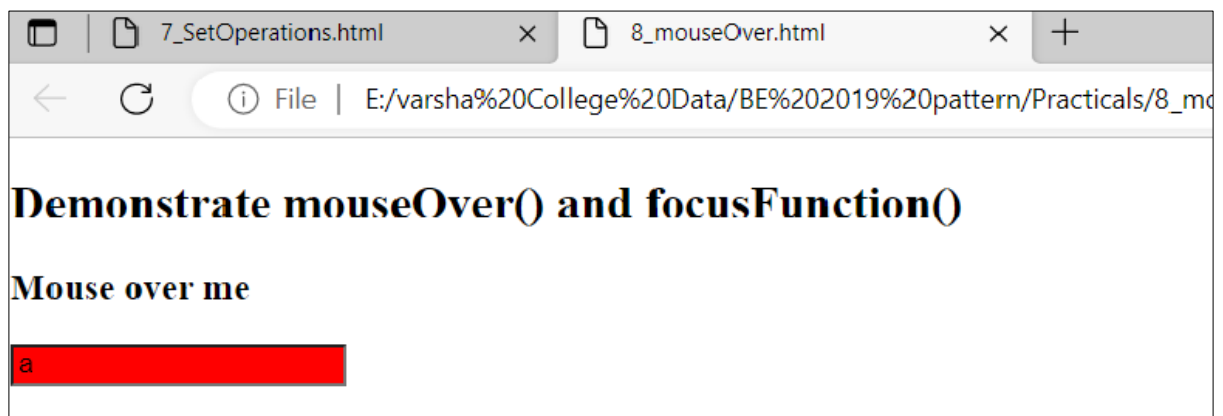 7_SetOperations.html
8_mouseOver.html
File | E:/varsha%20College%20Data/BE%202019%20pattern/Practicals/8_mo
Demonstrate mouseOver() and focusFunction()
Mouse over me
a